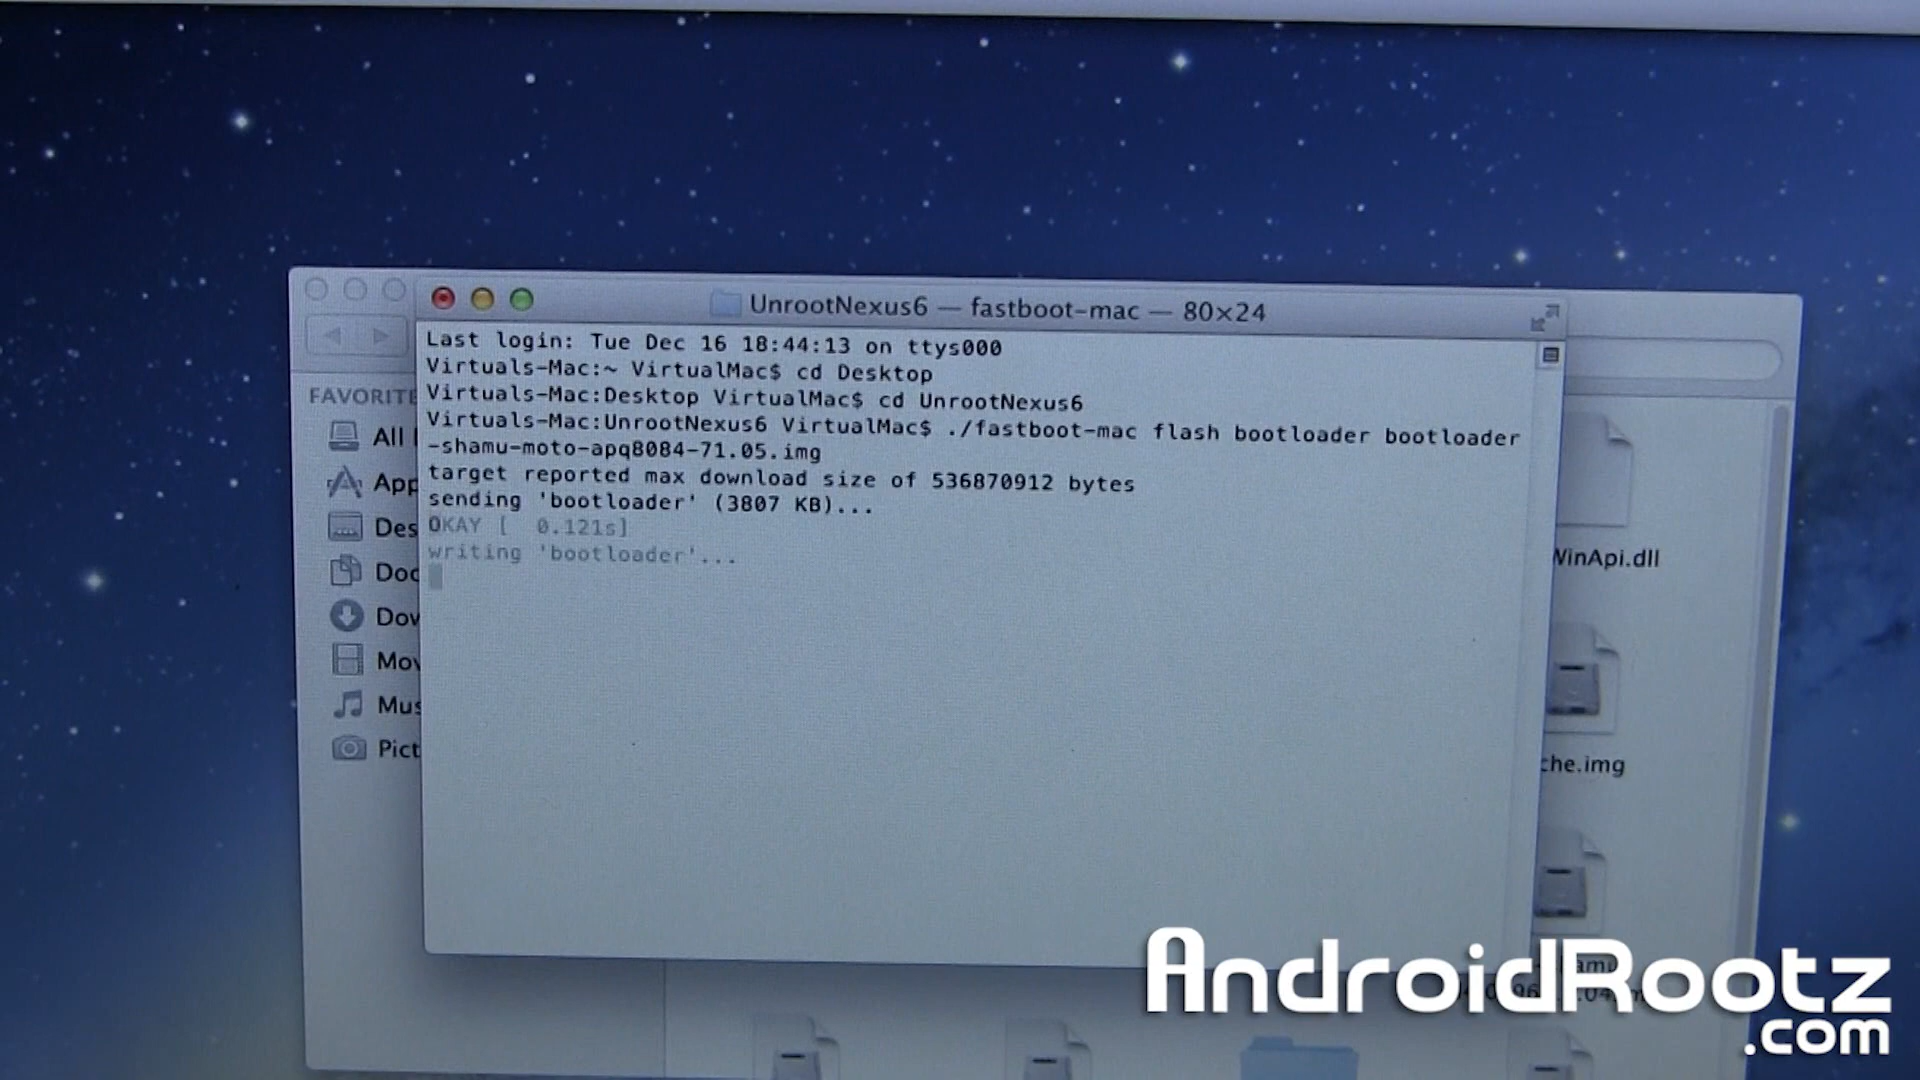 UnrootNexus6 — fastboot-mac — 80×24
Last login: Tue Dec 16 18:44:13 on ttys000
Virtuals-Mac:~ VirtualMac$ cd Desktop
Virtuals-Mac:Desktop VirtualMac$ cd UnrootNexus6
Virtuals-Mac:UnrootNexus6 VirtualMac$ ./fastboot-mac flash bootloader bootloader
-shamu-moto-apq8084-71.05.img
target reported max download size of 536870912 bytes
sending 'bootloader' (3807 KB)...
OKAY [  0.121s]
writing 'bootloader'...
FAVORITE
All
App
Des
Doc
Dow
Mov
Mus
Pict
WinApi.dll
che.img
AndroidRootz
.com